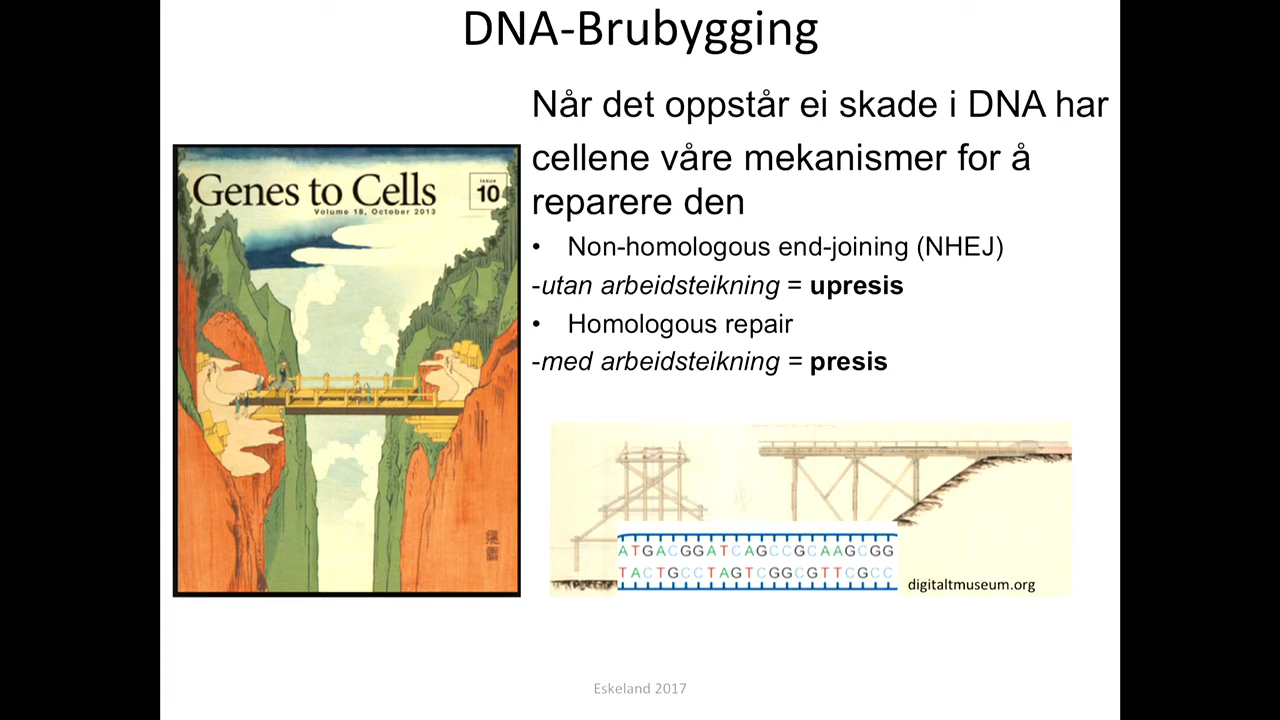 DNA-Brubygging
Når det oppstår ei skade i DNA har
cellene våre mekanismer for å
reparere den
• Non-homologous end-joining (NHEJ)
-utan arbeidsteikning = upresis
• Homologous repair
-med arbeidsteikning = presis
Genes to Cells
Volume 18, October 2013
Issue
10
ATGACGGATCAGCCGCAAGCGG
TACTGCCTAGTCGGCGTTCGCC
digitaltmuseum.org
Eskeland 2017